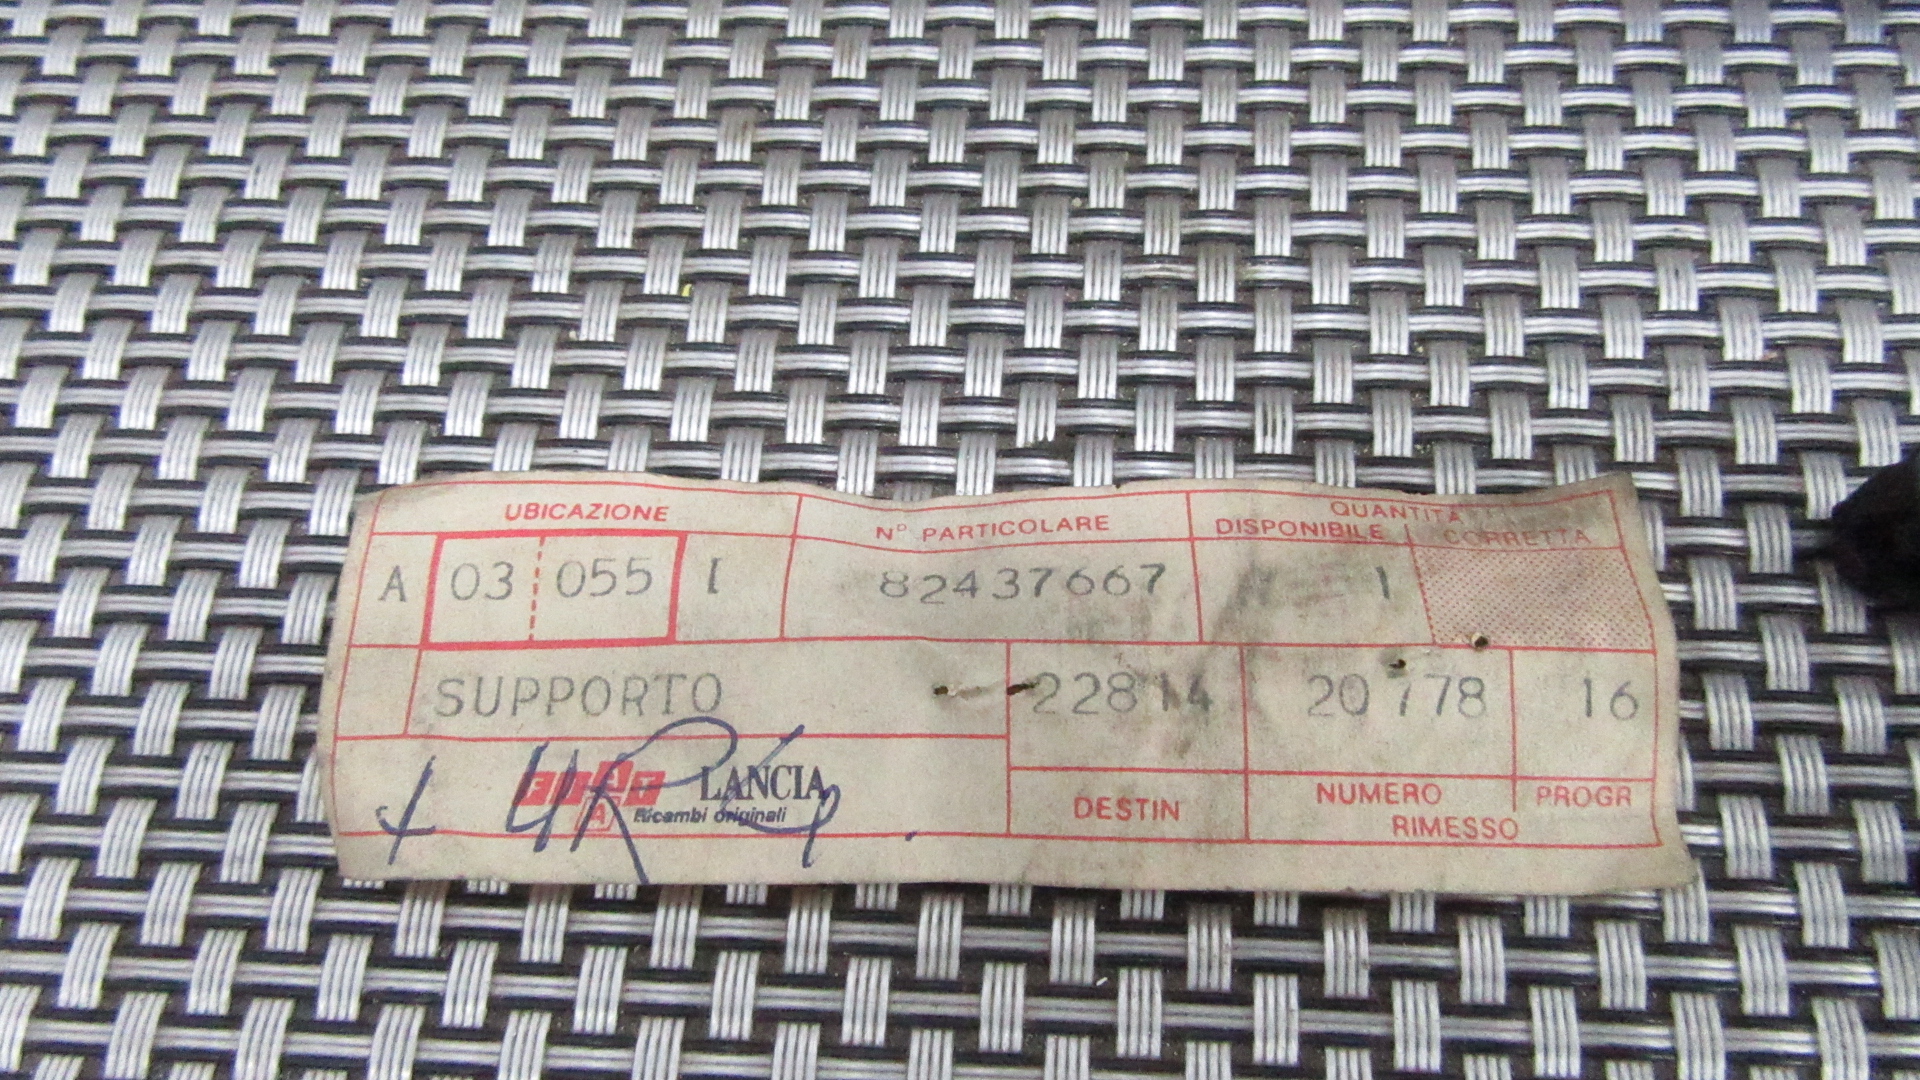 UBICAZIONE
N° PARTICOLARE
QUANTITÀ
DISPONIBILE
CORRETTA
A 03 055 I
82437667
1
SUPPORTO
22814
20778
16
FIAT
LANCIA
A
Ricambi originali
DESTIN
NUMERO
RIMESSO
PROGR